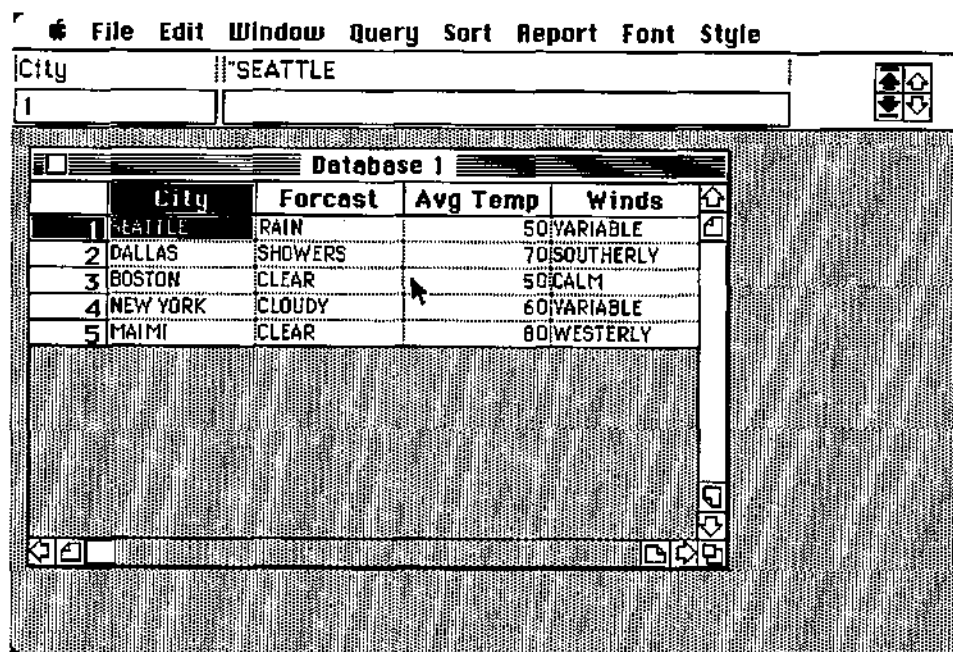 File Edit Window Query Sort Report Font Style
City "SEATTLE
1
Database 1
City Forcast Avg Temp Winds
1 SEATTLE RAIN 50 VARIABLE
2 DALLAS SHOWERS 70 SOUTHERLY
3 BOSTON CLEAR 50 CALM
4 NEW YORK CLOUDY 60 VARIABLE
5 MAIMI CLEAR 80 WESTERLY